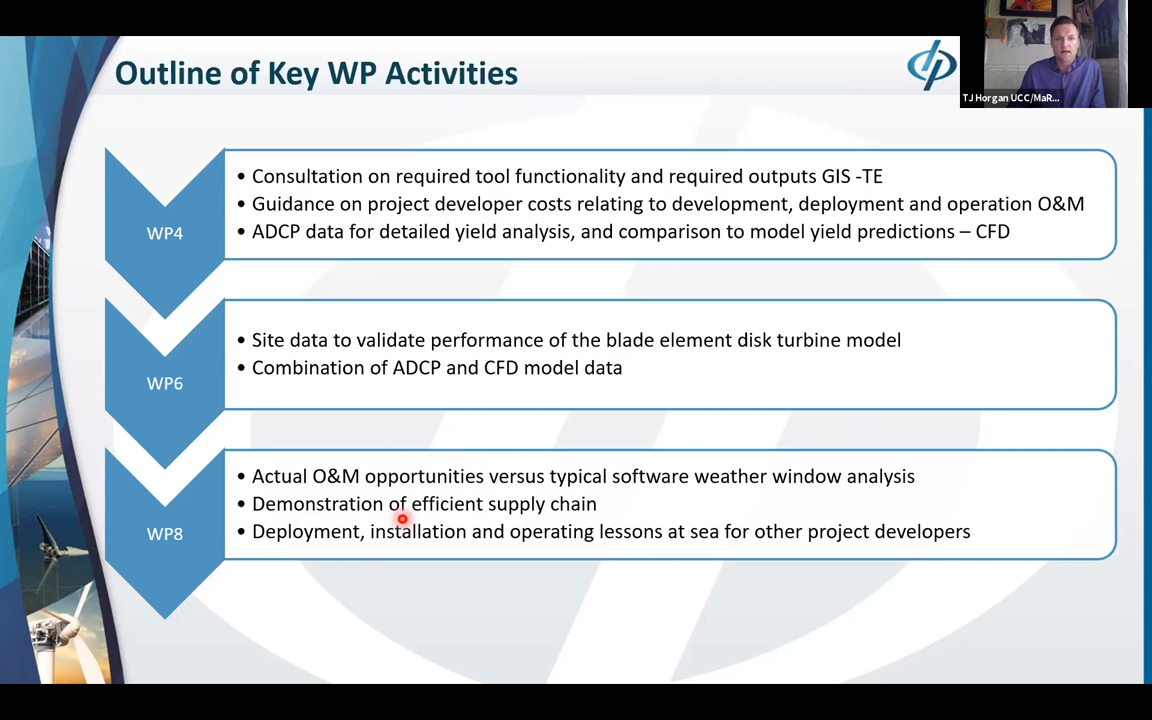 Outline of Key WP Activities
TJ Horgan UCC/MaR...
WP4
• Consultation on required tool functionality and required outputs GIS -TE
• Guidance on project developer costs relating to development, deployment and operation O&M
• ADCP data for detailed yield analysis, and comparison to model yield predictions – CFD
WP6
• Site data to validate performance of the blade element disk turbine model
• Combination of ADCP and CFD model data
WP8
• Actual O&M opportunities versus typical software weather window analysis
• Demonstration of efficient supply chain
• Deployment, installation and operating lessons at sea for other project developers